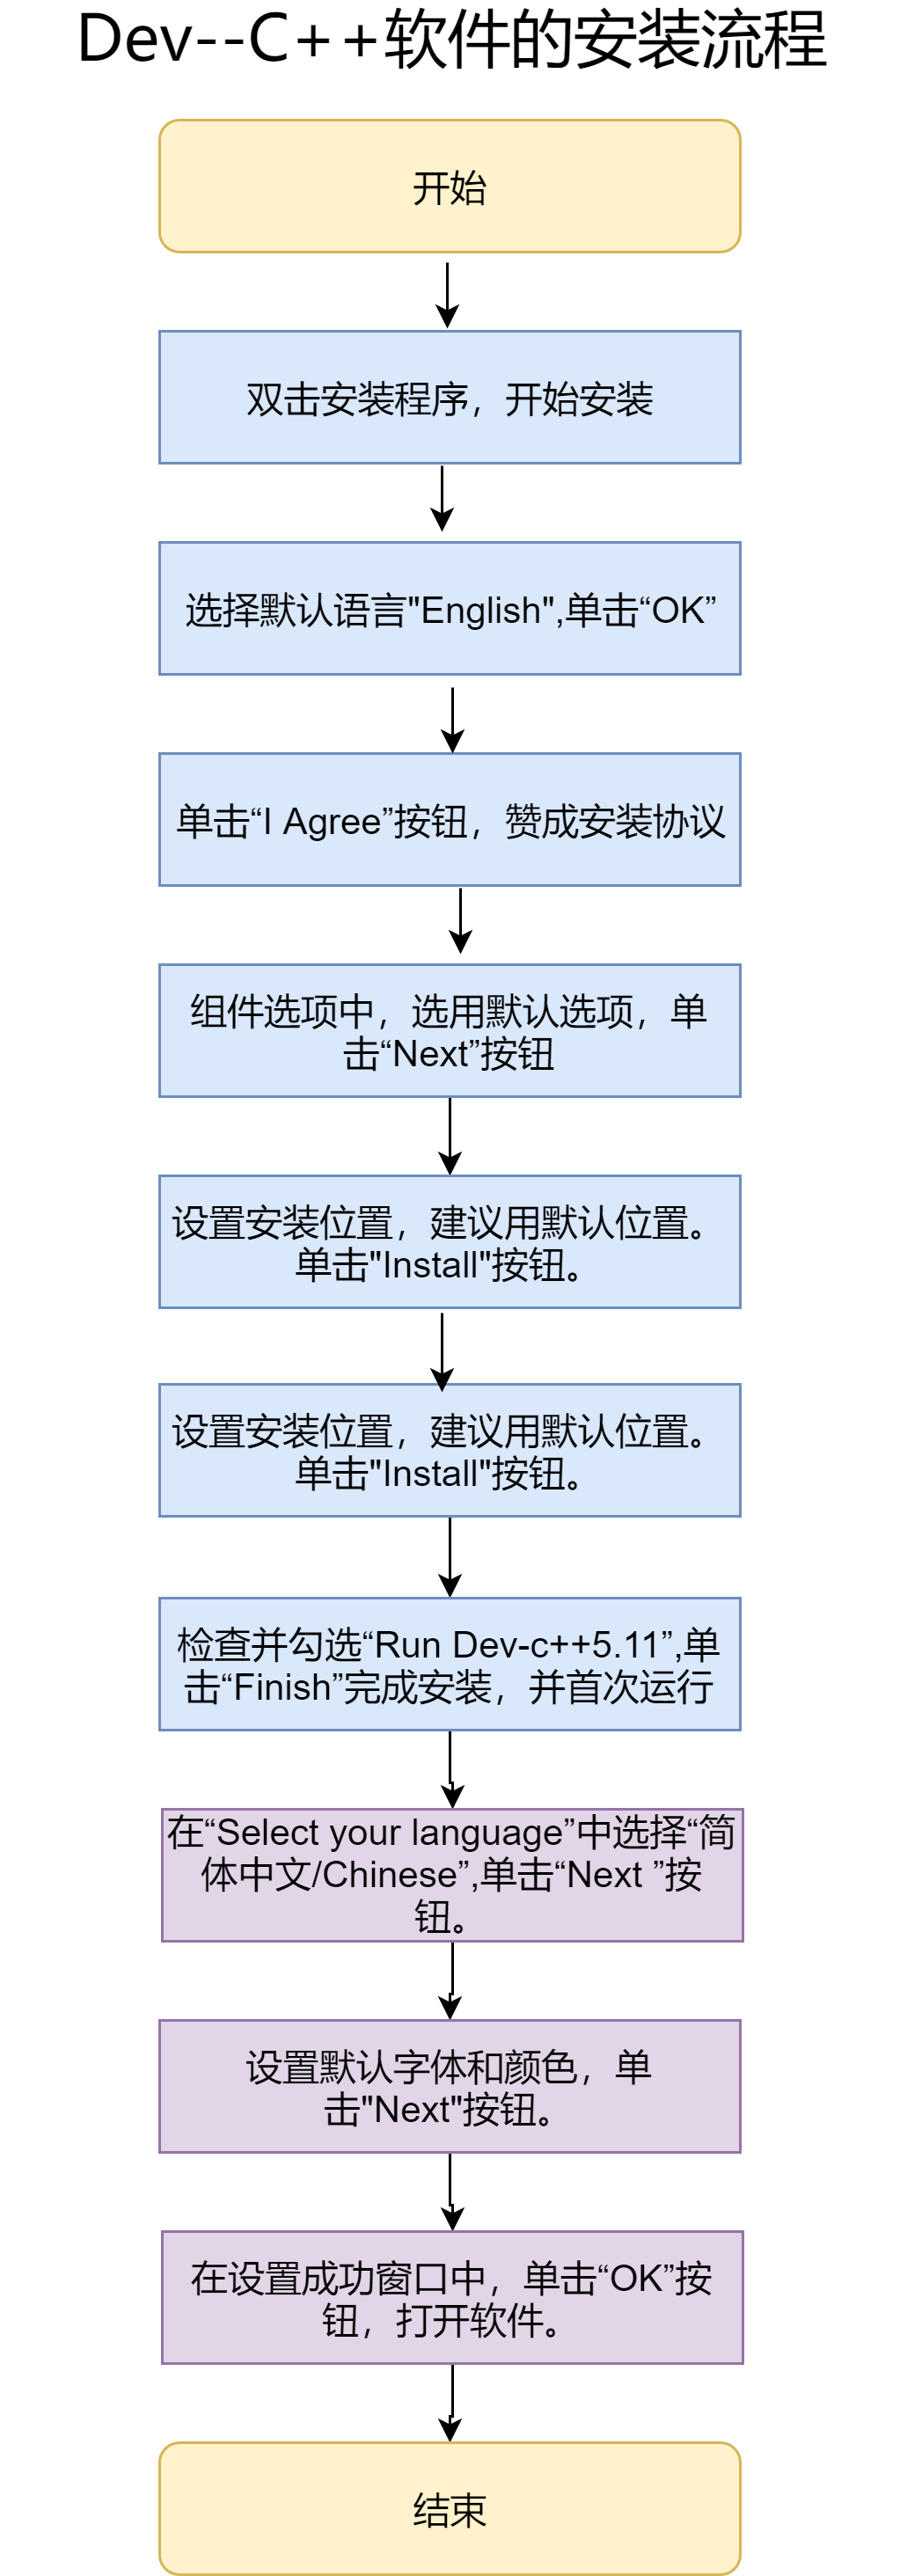 Dev--C++软件的安装流程
开始
双击安装程序，开始安装
选择默认语言"English",单击“OK”
单击“I Agree”按钮，赞成安装协议
组件选项中，选用默认选项，单
击“Next”按钮
设置安装位置，建议用默认位置。
单击"Install"按钮。
设置安装位置，建议用默认位置。
单击"Install"按钮。
检查并勾选“Run Dev-c++5.11”,单
击“Finish”完成安装，并首次运行
在“Select your language”中选择“简
体中文/Chinese”,单击“Next ”按
钮。
设置默认字体和颜色，单
击"Next"按钮。
在设置成功窗口中，单击“OK”按
钮，打开软件。
结束